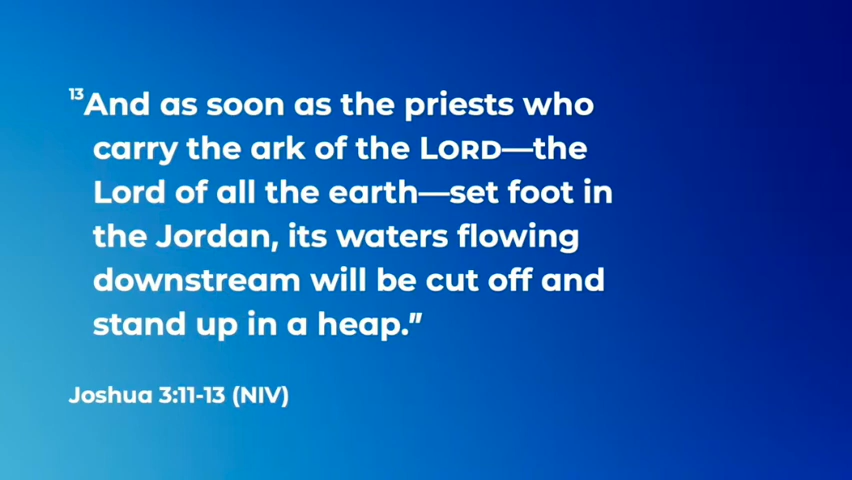 13And as soon as the priests who
carry the ark of the LORD—the
Lord of all the earth—set foot in
the Jordan, its waters flowing
downstream will be cut off and
stand up in a heap.”
Joshua 3:11-13 (NIV)